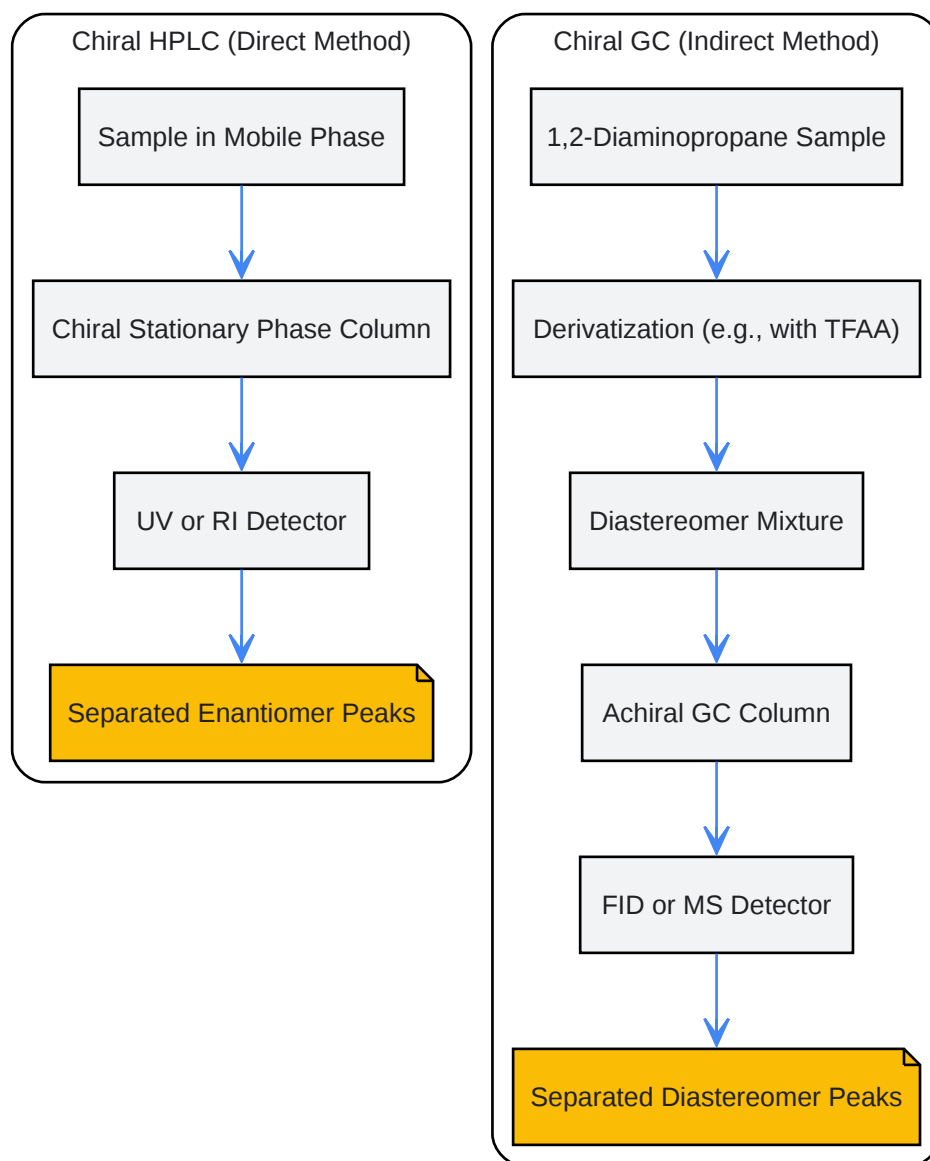 Chiral HPLC (Direct Method)
Sample in Mobile Phase
Chiral Stationary Phase Column
UV or RI Detector
Separated Enantiomer Peaks
Chiral GC (Indirect Method)
1,2-Diaminopropane Sample
Derivatization (e.g., with TFAA)
Diastereomer Mixture
Achiral GC Column
FID or MS Detector
Separated Diastereomer Peaks